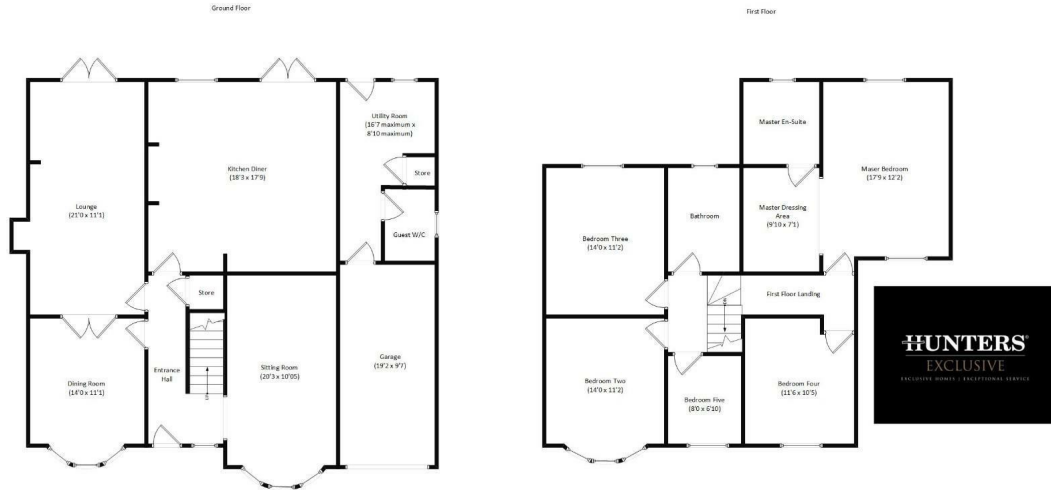 Ground Floor
First Floor
Utility Room
(16'7 maximum x
8'10 maximum)
Store
Kitchen Diner
(18'3 x 17'9)
Lounge
(21'0 x 11'1)
Guest W/C
Store
Dining Room
(14'0 x 11'1)
Entrance
Hall
S
Sitting Room
(20'3 x 10'05)
Garage
(19'2 x 9'7)
Master En-Suite
Maser Bedroom
(17'9 x 12'2)
Master Dressing
Area
(9'10 x 7'1)
Bathroom
Bedroom Three
(14'0 x 11'2)
First Floor Landing
Bedroom Two
(14'0 x 11'2)
Bedroom Five
(8'0 x 6'10)
Bedroom Four
(11'6 x 10'5)
HUNTERS®
EXCLUSIVE
EXCLUSIVE HOMES | EXCEPTIONAL SERVICE